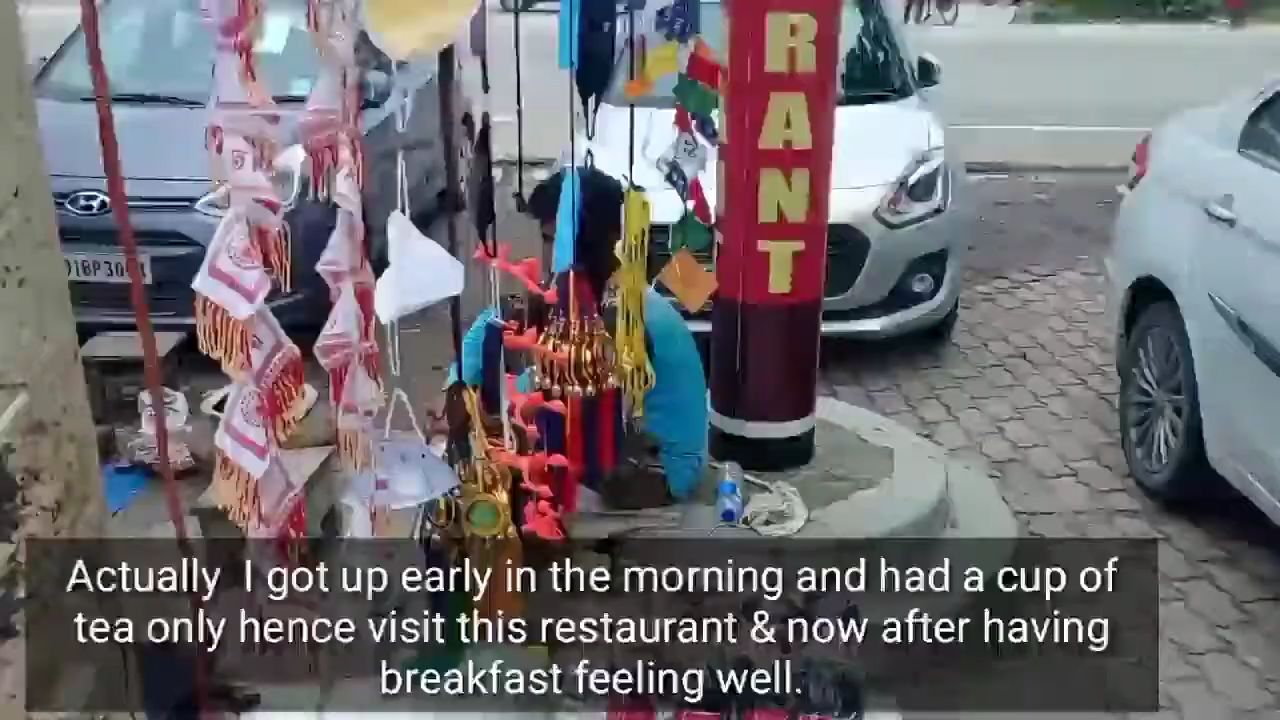 RANT
Actually I got up early in the morning and had a cup of
tea only hence visit this restaurant & now after having
breakfast feeling well.